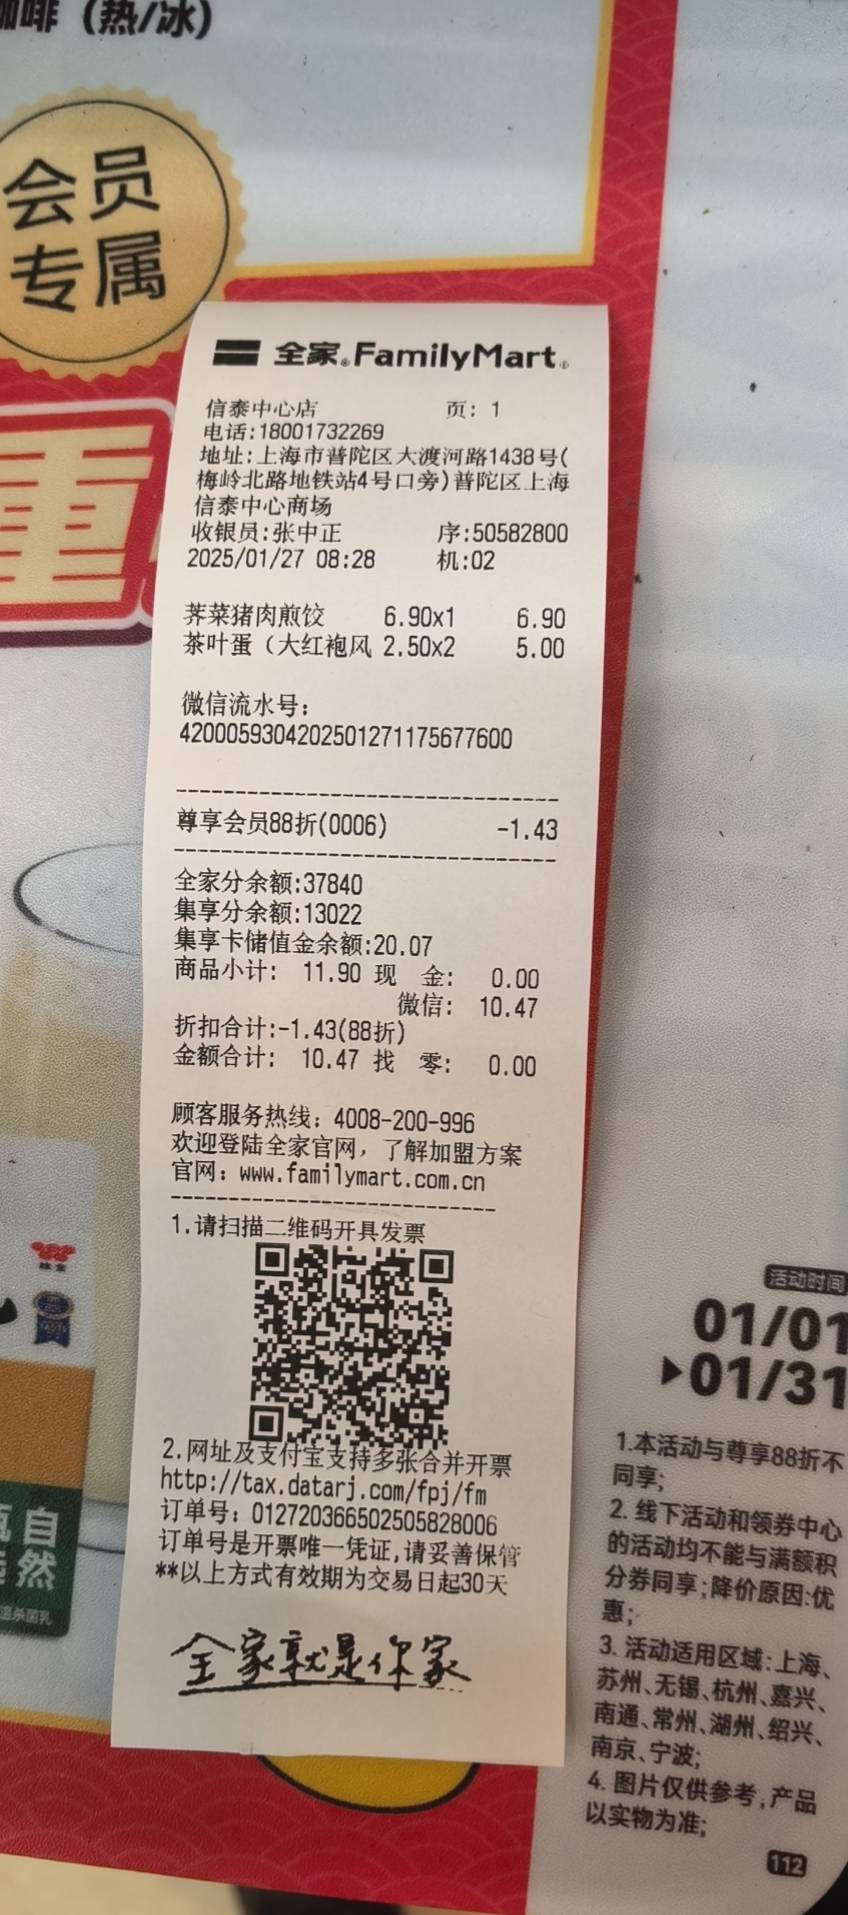 咖啡（热/冰）
会员
专属
重
全家 FamilyMart
信泰中心店 页: 1
电话:18001732269
地址:上海市普陀区大渡河路1438号(
梅岭北路地铁站4号口旁)普陀区上海
信泰中心商场
收银员:张中正 序:50582800
2025/01/27 08:28 机:02
荠菜猪肉煎饺 6.90x1 6.90
茶叶蛋（大红袍风 2.50x2 5.00
微信流水号:
4200059304202501271175677600
尊享会员88折(0006) -1.43
全家分余额:37840
集享分余额:13022
集享卡储值金余额:20.07
商品小计: 11.90 现 金: 0.00
微信: 10.47
折扣合计:-1.43(88折)
金额合计: 10.47 找 零: 0.00
顾客服务热线: 4008-200-996
欢迎登陆全家官网, 了解加盟方案
官网: www.familymart.com.cn
1.请扫描二维码开具发票
2.网址及支付宝支持多张合并开票
http://tax.datarj.com/fpj/fm
订单号: 012720366502505828006
订单号是开票唯一凭证,请妥善保管
**以上方式有效期为交易日起30天
全家就是你家
自
然
温杀菌乳
活动时间
01/01
▶01/31
1.本活动与尊享88折不
同享;
2. 线下活动和领券中心
的活动均不能与满额积
分券同享;降价原因:优
惠;
3. 活动适用区域:上海、
苏州、无锡、杭州、嘉兴、
南通、常州、湖州、绍兴、
南京、宁波;
4. 图片仅供参考,产品
以实物为准;
112